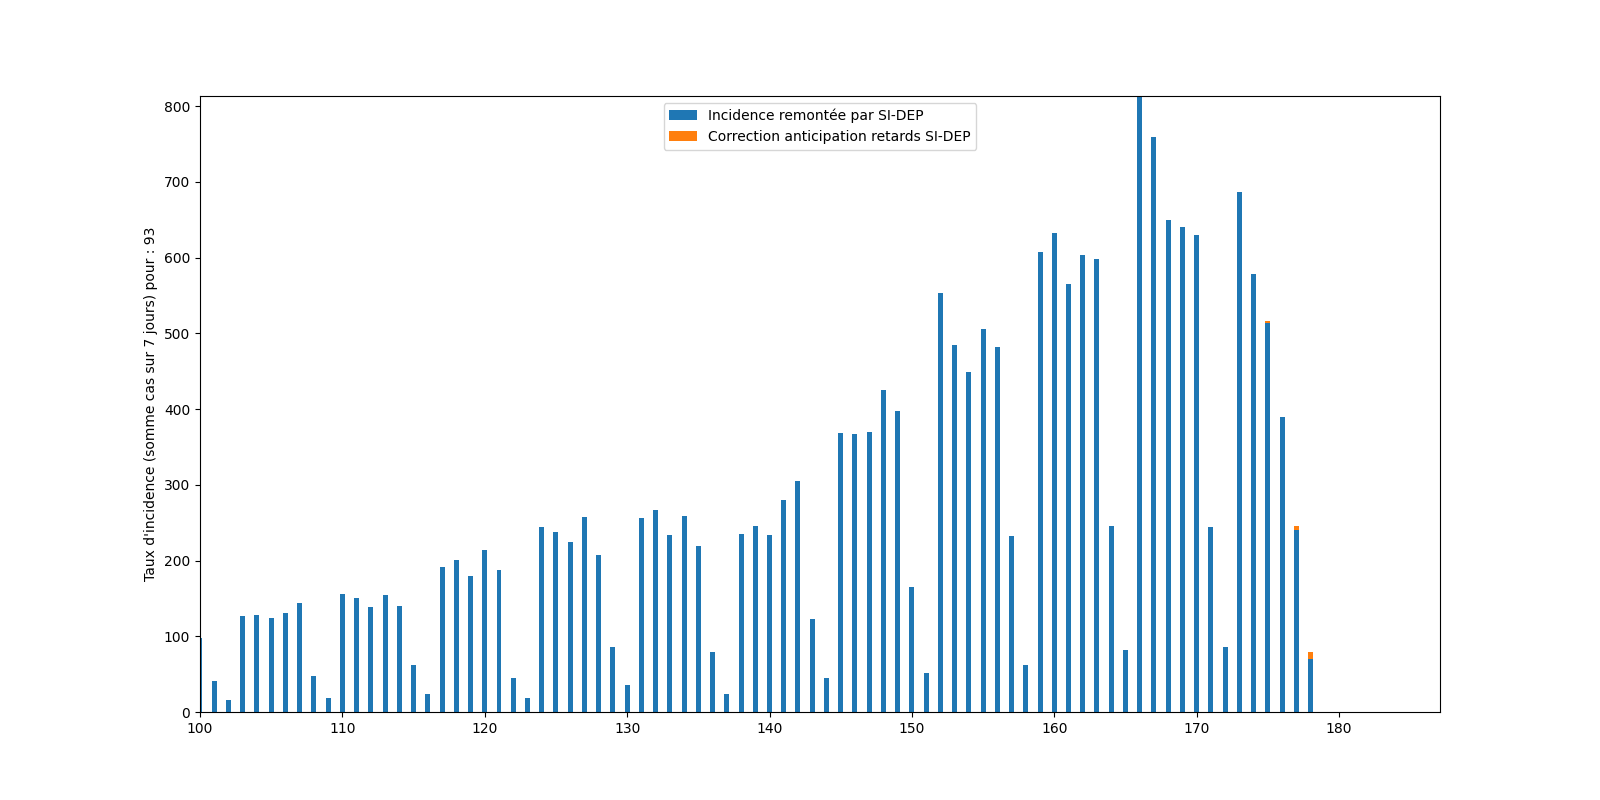 Incidence remontée par SI-DEP
Correction anticipation retards SI-DEP
Taux d'incidence (somme cas sur 7 jours) pour : 93
800
700
600
500
400
300
200
100
0
100 110 120 130 140 150 160 170 180